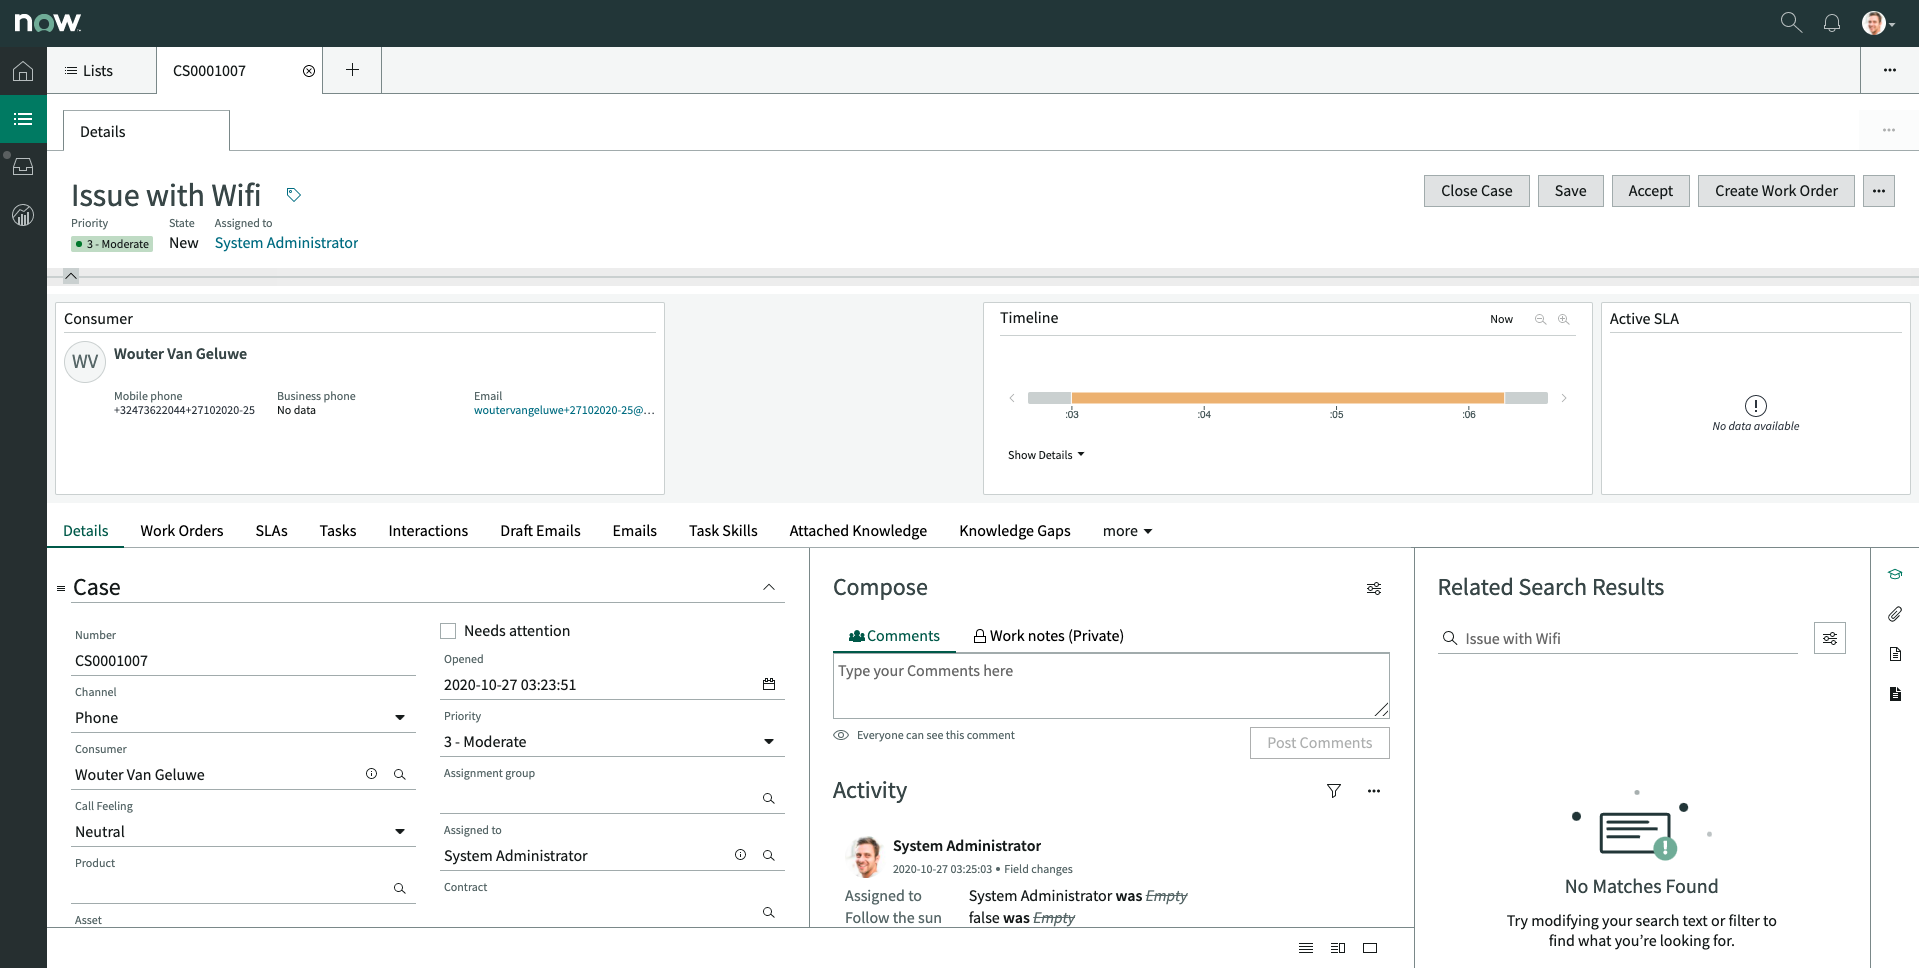 now
Lists
CS0001007
Details
Issue with Wifi
Close Case
Save
Accept
Create Work Order
Priority
State
Assigned to
3 - Moderate
New
System Administrator
Consumer
WV
Wouter Van Geluwe
Mobile phone
Business phone
Email
+32473622044+27102020-25
No data
woutervangeluwe+27102020-25@...
Timeline
Now
:03
:04
:05
:06
Show Details
Active SLA
No data available
Details
Work Orders
SLAs
Tasks
Interactions
Draft Emails
Emails
Task Skills
Attached Knowledge
Knowledge Gaps
more
Case
Number
CS0001007
Channel
Phone
Consumer
Wouter Van Geluwe
Call Feeling
Neutral
Product
Asset
Needs attention
Opened
2020-10-27 03:23:51
Priority
3 - Moderate
Assignment group
Assigned to
System Administrator
Contract
Compose
Comments
Work notes (Private)
Type your Comments here
Everyone can see this comment
Post Comments
Activity
System Administrator
2020-10-27 03:25:03 • Field changes
Assigned to System Administrator was Empty
Follow the sun false was Empty
Related Search Results
Issue with Wifi
No Matches Found
Try modifying your search text or filter to
find what you're looking for.